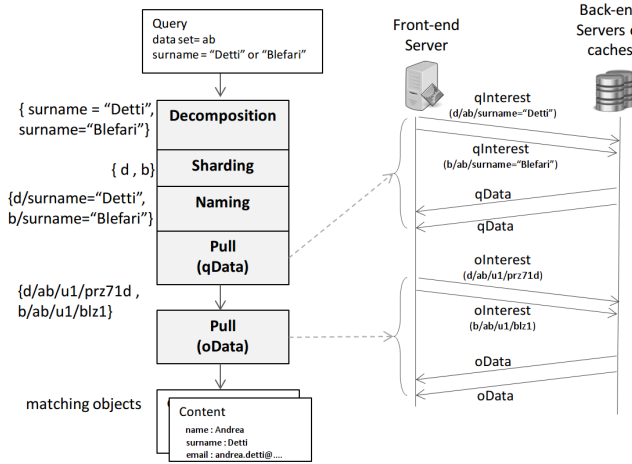 Query
data set= ab
surname = “Detti” or “Blefari”
{ surname = “Detti”,
surname=“Blefari”}
Decomposition
{ d , b}
Sharding
{d/surname=“Detti”,
b/surname=“Blefari”}
Naming
Pull
(qData)
{d/ab/u1/prz71d ,
b/ab/u1/blz1}
Pull
(oData)
matching objects
Content
name : Andrea
surname : Detti
email : andrea.detti@....
Front-end
Server
Servers
caches
qInterest
(d/ab/surname=“Detti”)
qInterest
(b/ab/surname=“Blefari”)
qData
qData
oInterest
(d/ab/u1/prz71d)
oInterest
(b/ab/u1/blz1)
oData
oData